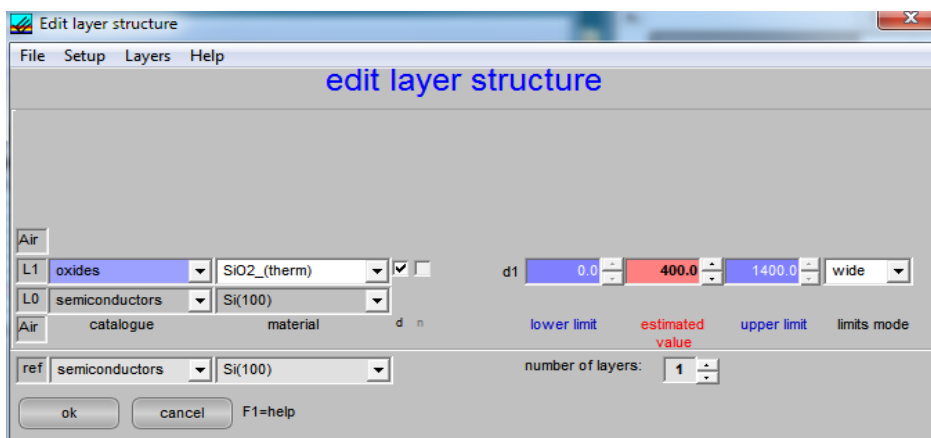 Edit layer structure
File Setup Layers Help
edit layer structure
Air
L1 oxides SiO2_(therm) d1 0.0 400.0 1400.0 wide
L0 semiconductors Si(100)
Air catalogue material d n lower limit estimated value upper limit limits mode
ref semiconductors Si(100) number of layers: 1
ok cancel F1=help